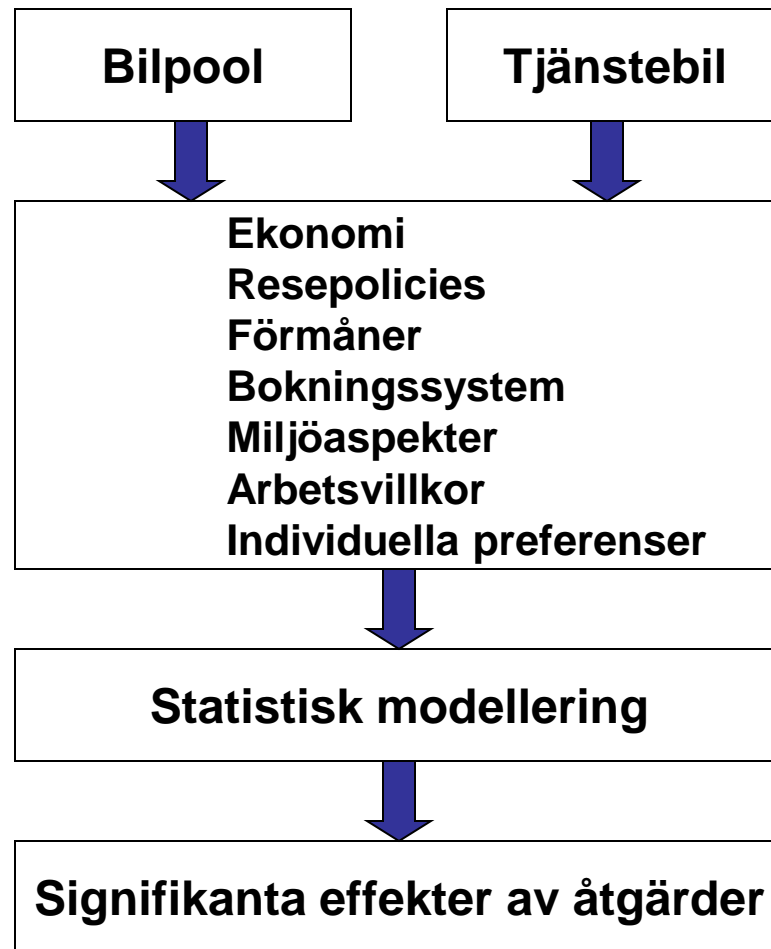 Bilpool
Tjänstebil
Ekonomi
Resepolicies
Förmåner
Bokningssystem
Miljöaspekter
Arbetsvillkor
Individuella preferenser
Statistisk modellering
Signifikanta effekter av åtgärder